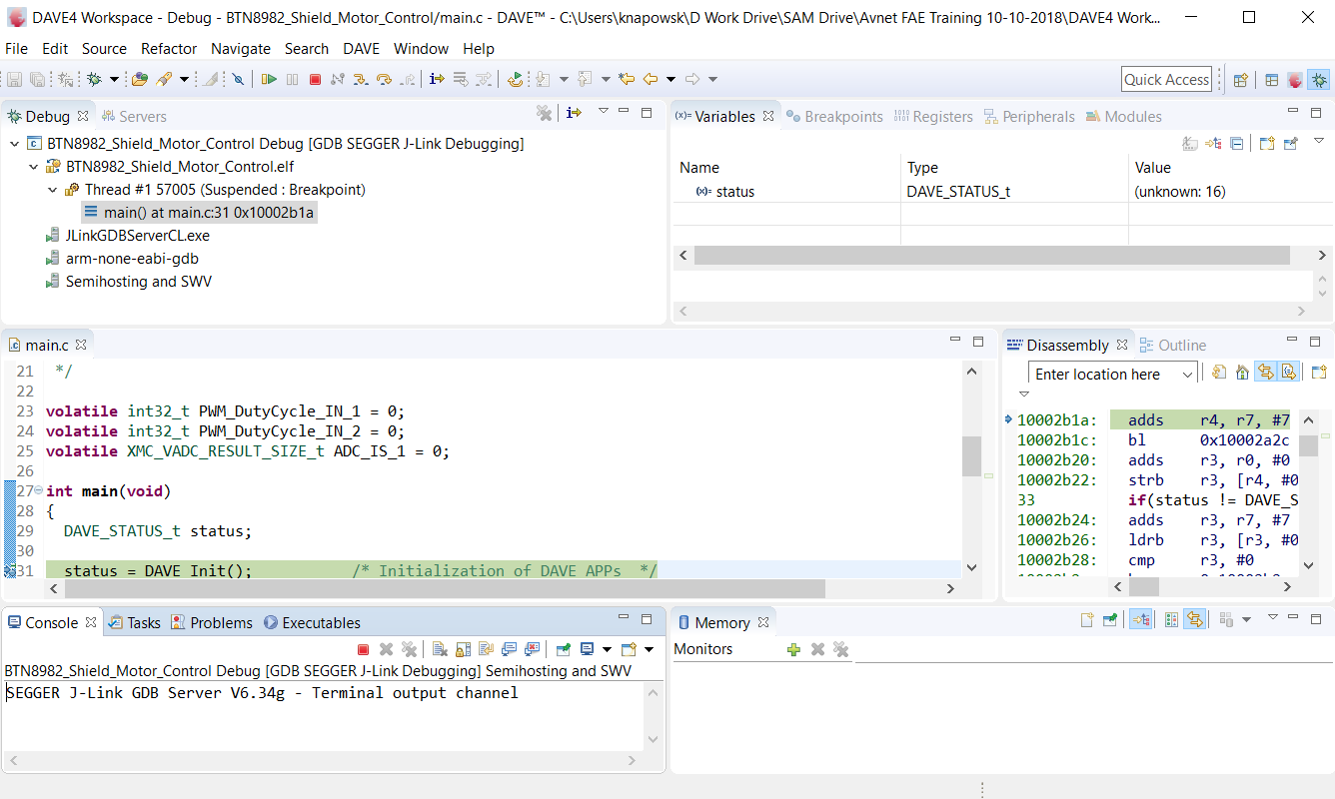 DAVE4 Workspace - Debug - BTN8982_Shield_Motor_Control/main.c - DAVE™ - C:\Users\knapowsk\D Work Drive\SAM Drive\Avnet FAE Training 10-10-2018\DAVE4 Work...
File Edit Source Refactor Navigate Search DAVE Window Help
Quick Access
Debug Servers
BTN8982_Shield_Motor_Control Debug [GDB SEGGER J-Link Debugging]
BTN8982_Shield_Motor_Control.elf
Thread #1 57005 (Suspended : Breakpoint)
main() at main.c:31 0x10002b1a
JLinkGDBServerCL.exe
arm-none-eabi-gdb
Semihosting and SWV
(x)= Variables Breakpoints Registers Peripherals Modules
Name Type Value
(x)= status DAVE_STATUS_t (unknown: 16)
main.c
21 */
22
23 volatile int32_t PWM_DutyCycle_IN_1 = 0;
24 volatile int32_t PWM_DutyCycle_IN_2 = 0;
25 volatile XMC_VADC_RESULT_SIZE_t ADC_IS_1 = 0;
26
27 int main(void)
28 {
29 DAVE_STATUS_t status;
30
31 status = DAVE_Init(); /* Initialization of DAVE APPs */
Disassembly Outline
Enter location here
10002b1a: adds r4, r7, #7
10002b1c: bl 0x10002a2c
10002b20: adds r3, r0, #0
10002b22: strb r3, [r4, #0
33 if(status != DAVE_S
10002b24: adds r3, r7, #7
10002b26: ldrb r3, [r3, #0
10002b28: cmp r3, #0
Console Tasks Problems Executables
BTN8982_Shield_Motor_Control Debug [GDB SEGGER J-Link Debugging] Semihosting and SWV
SEGGER J-Link GDB Server V6.34g - Terminal output channel
Memory
Monitors